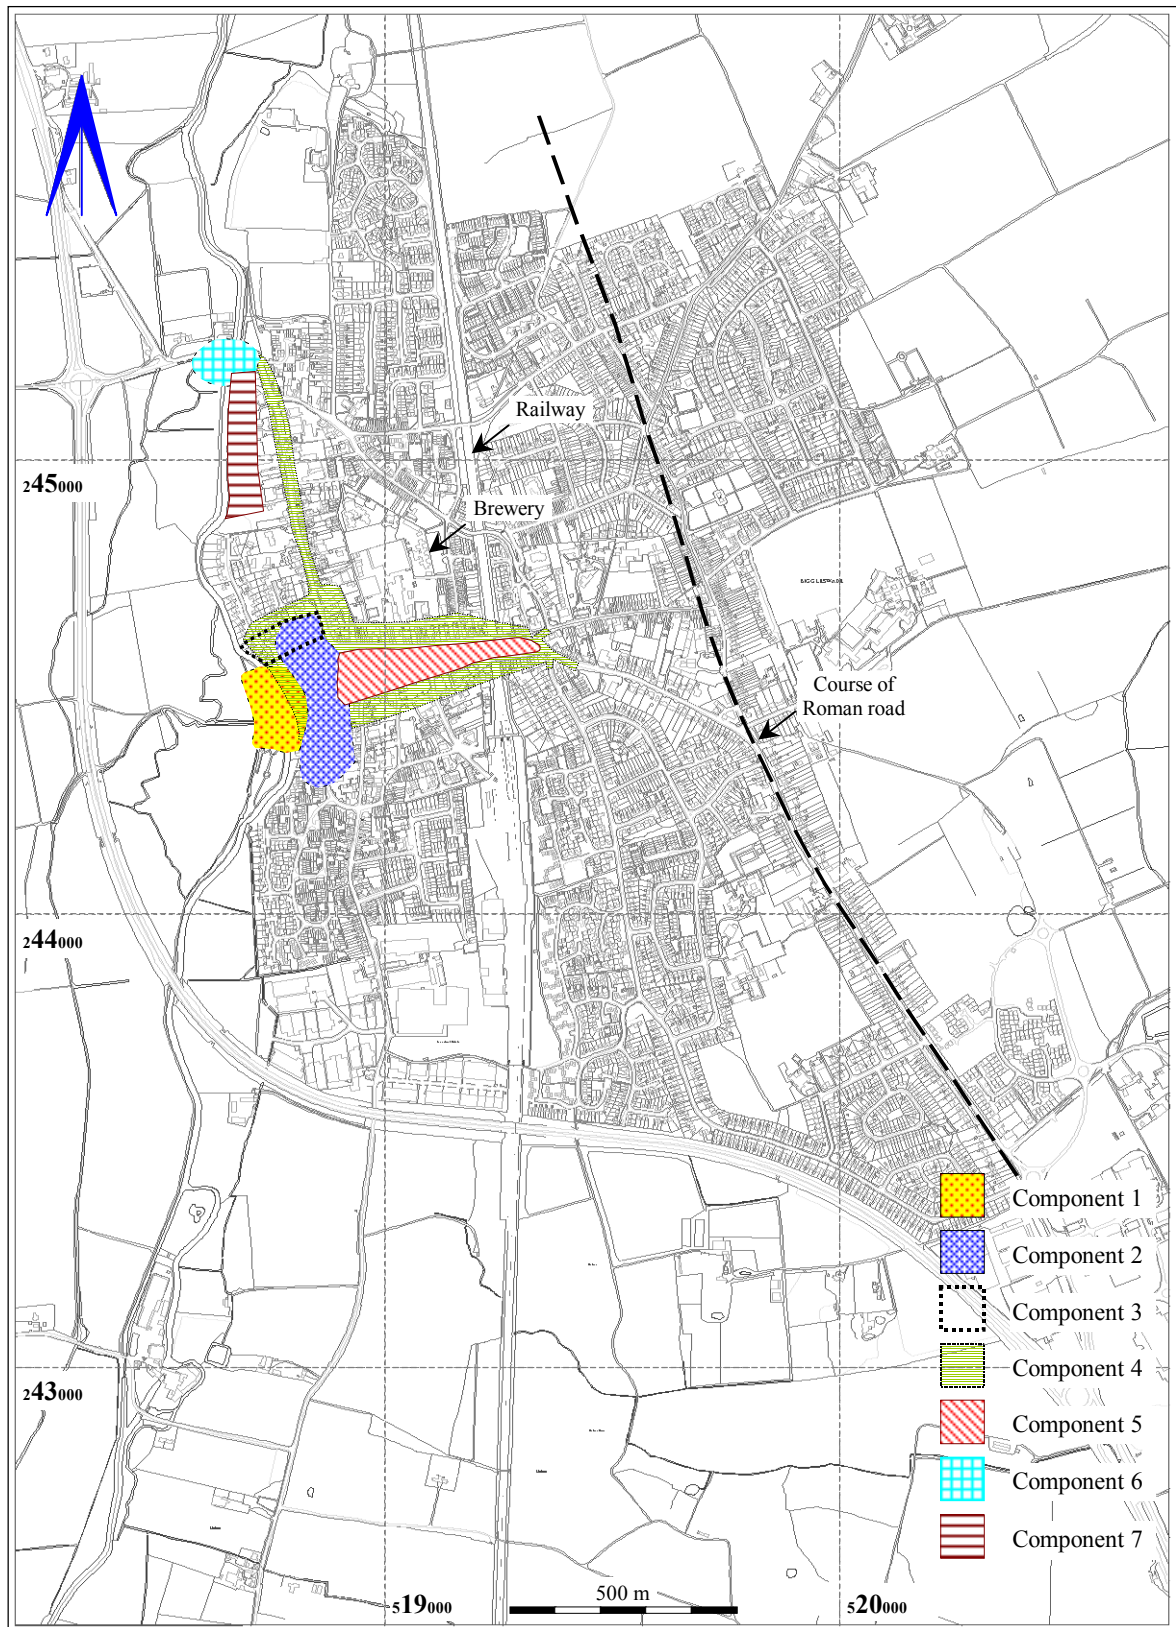 Railway
245000
Brewery
BIGGLESWADE
Course of
Roman road
244000
Component 1
Component 2
Component 3
Component 4
Component 5
Component 6
Component 7
243000
519000
500 m
520000